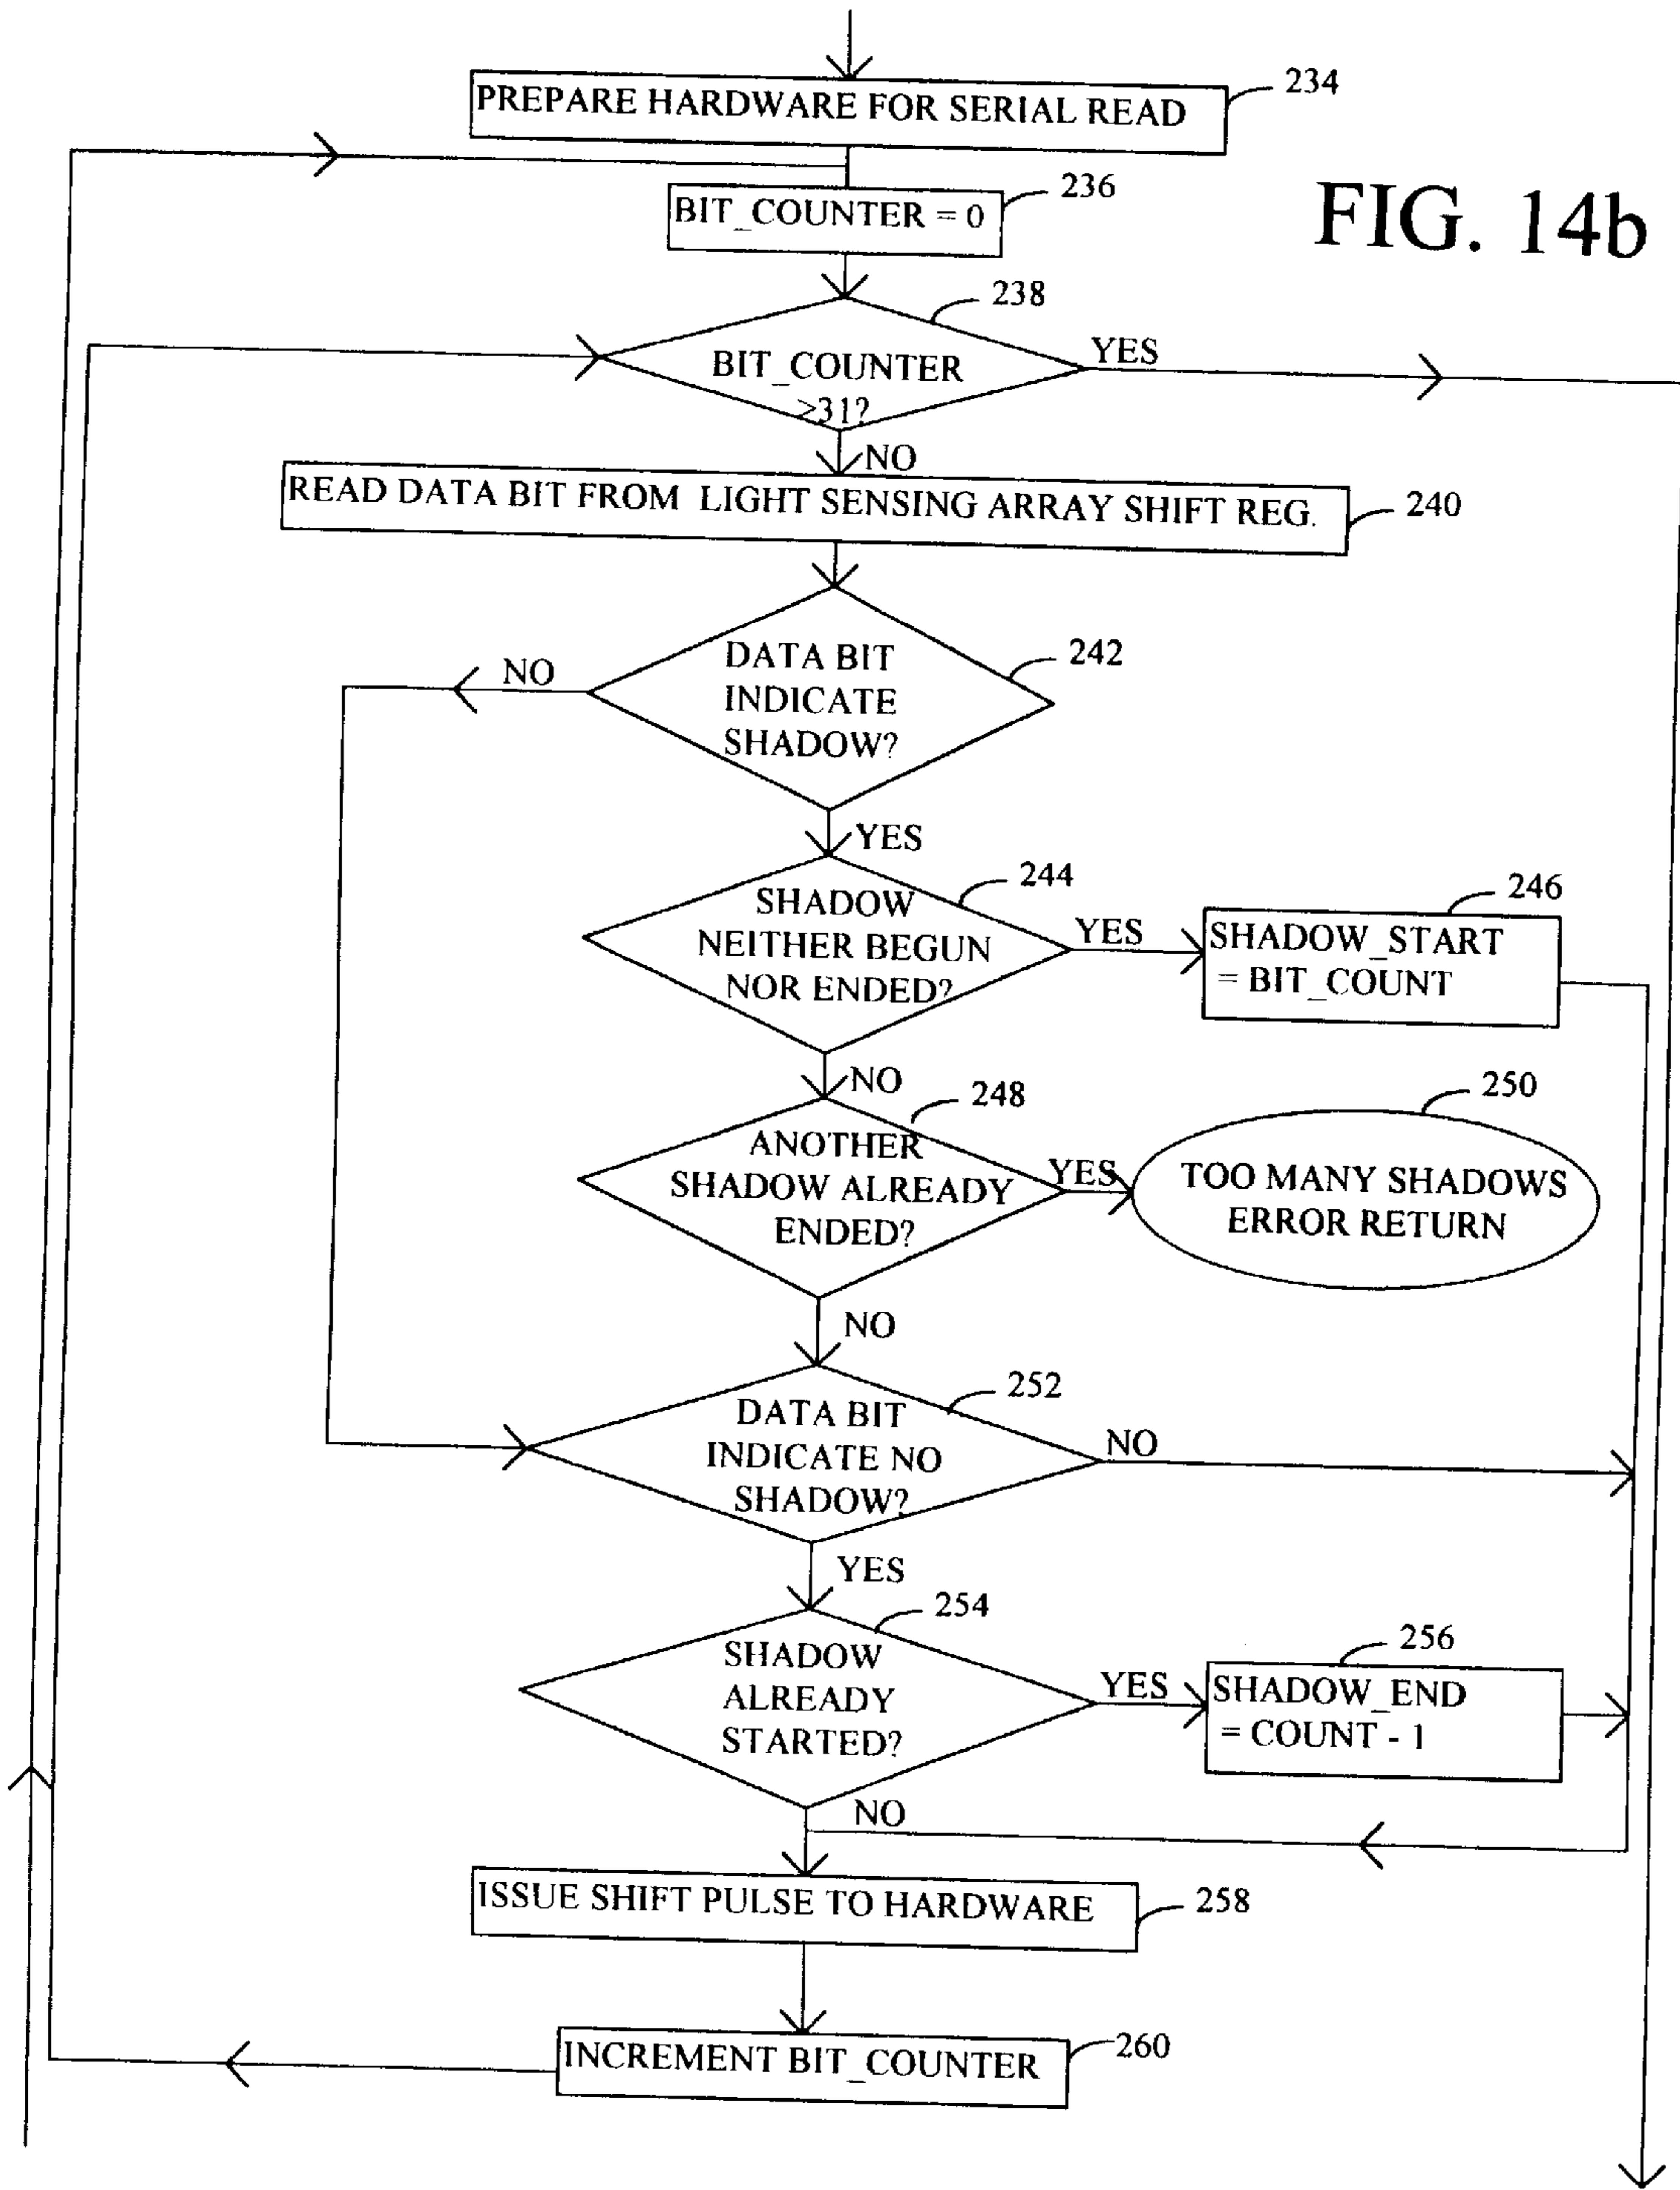 PREPARE HARDWARE FOR SERIAL READ
234
BIT_COUNTER = 0
236
FIG. 14b
238
BIT_COUNTER
>31?
YES
NO
READ DATA BIT FROM LIGHT SENSING ARRAY SHIFT REG.
240
DATA BIT
INDICATE
SHADOW?
242
NO
YES
SHADOW
NEITHER BEGUN
NOR ENDED?
244
YES
246
SHADOW_START
= BIT_COUNT
NO
248
ANOTHER
SHADOW ALREADY
ENDED?
YES
250
TOO MANY SHADOWS
ERROR RETURN
NO
252
DATA BIT
INDICATE NO
SHADOW?
NO
YES
254
SHADOW
ALREADY
STARTED?
YES
256
SHADOW_END
= COUNT - 1
NO
ISSUE SHIFT PULSE TO HARDWARE
258
INCREMENT BIT_COUNTER
260